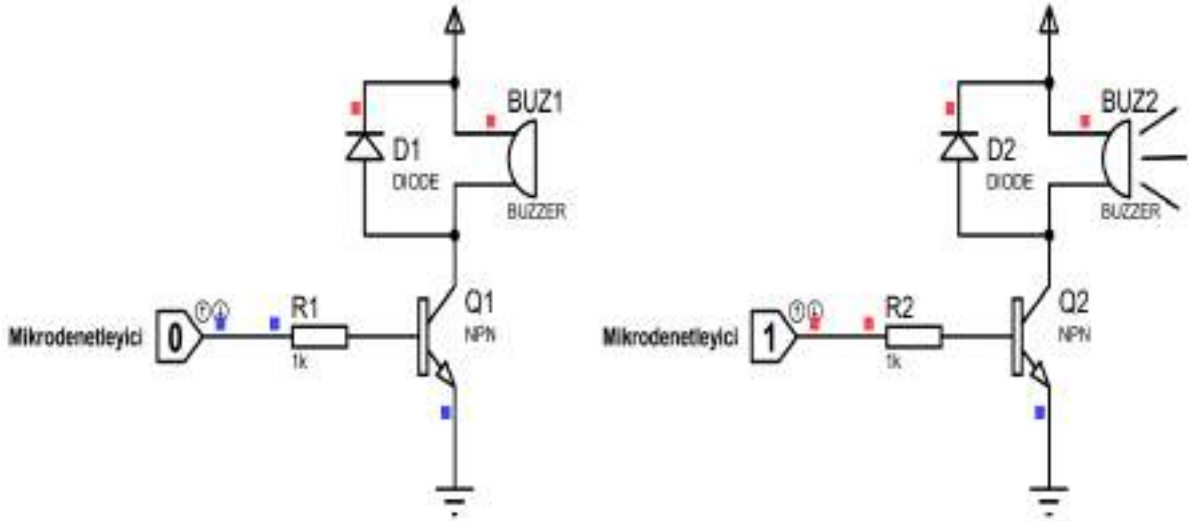 BUZ1
D1
DIODE
BUZZER
Q1
NPN
R1
1k
Mikrodenetleyici
0
BUZ2
D2
DIODE
BUZZER
Q2
NPN
R2
1k
Mikrodenetleyici
1